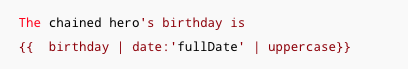 The chained hero's birthday is
{{  birthday | date:'fullDate' | uppercase}}